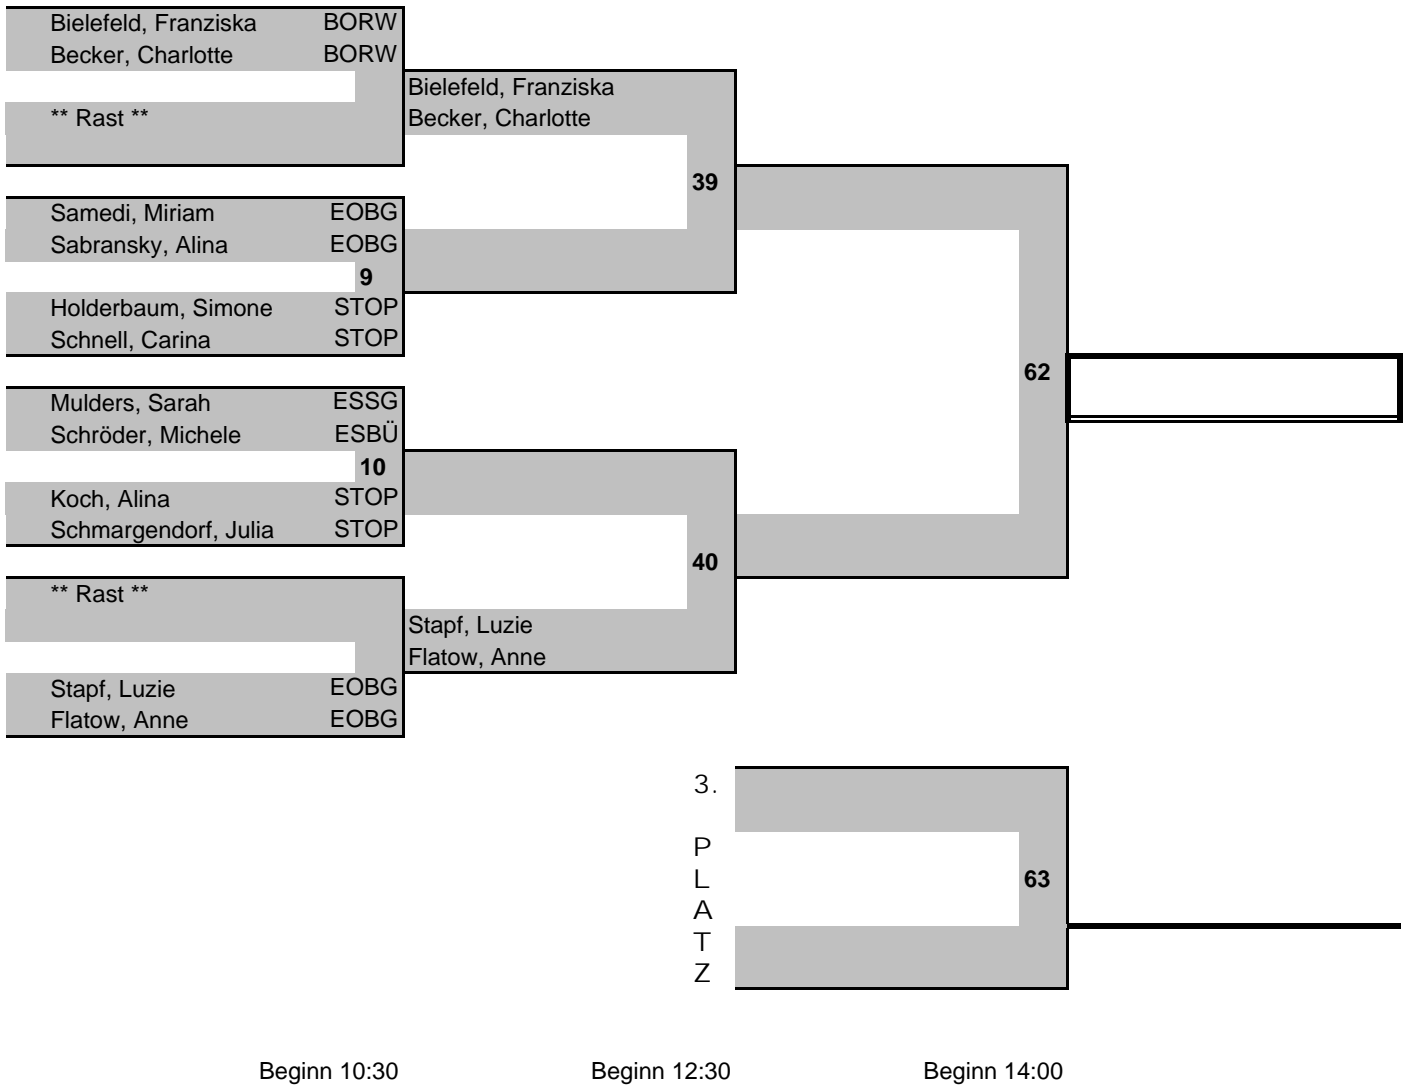 Bielefeld, Franziska BORW
Becker, Charlotte BORW
** Rast **
Bielefeld, Franziska
Becker, Charlotte
39
Samedi, Miriam EOBG
Sabransky, Alina EOBG
9
Holderbaum, Simone STOP
Schnell, Carina STOP
62
Mulders, Sarah ESSG
Schröder, Michele ESBÜ
10
Koch, Alina STOP
Schmargendorf, Julia STOP
40
** Rast **
Stapf, Luzie
Flatow, Anne
Stapf, Luzie EOBG
Flatow, Anne EOBG
3.
P
L
A
T
Z
63
Beginn 10:30 Beginn 12:30 Beginn 14:00